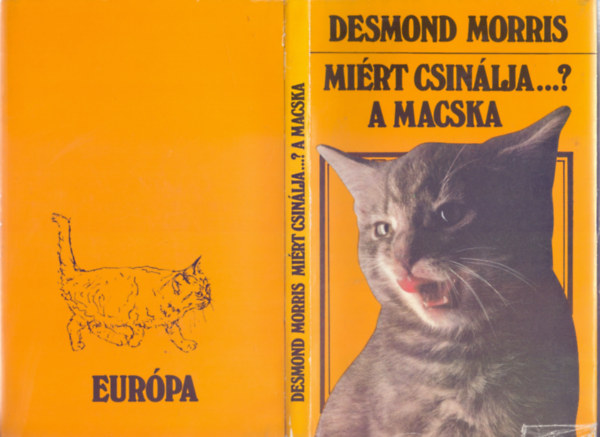 DESMOND MORRIS
MIÉRT CSINÁLJA...?
A MACSKA
DESMOND MORRIS MIÉRT CSINÁLJA...? A MACSKA
EURÓPA